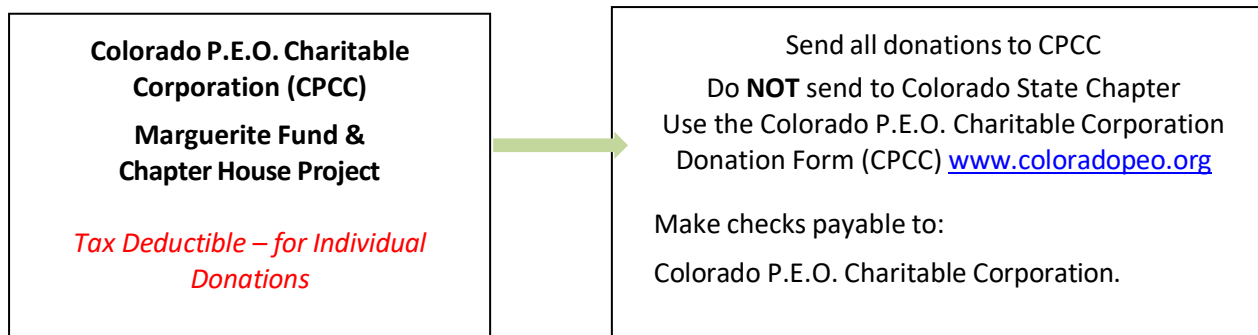 Colorado P.E.O. Charitable
Corporation (CPCC)
Marguerite Fund &
Chapter House Project
Tax Deductible – for Individual
Donations
Send all donations to CPCC
Do NOT send to Colorado State Chapter
Use the Colorado P.E.O. Charitable Corporation
Donation Form (CPCC) www.coloradopeo.org
Make checks payable to:
Colorado P.E.O. Charitable Corporation.